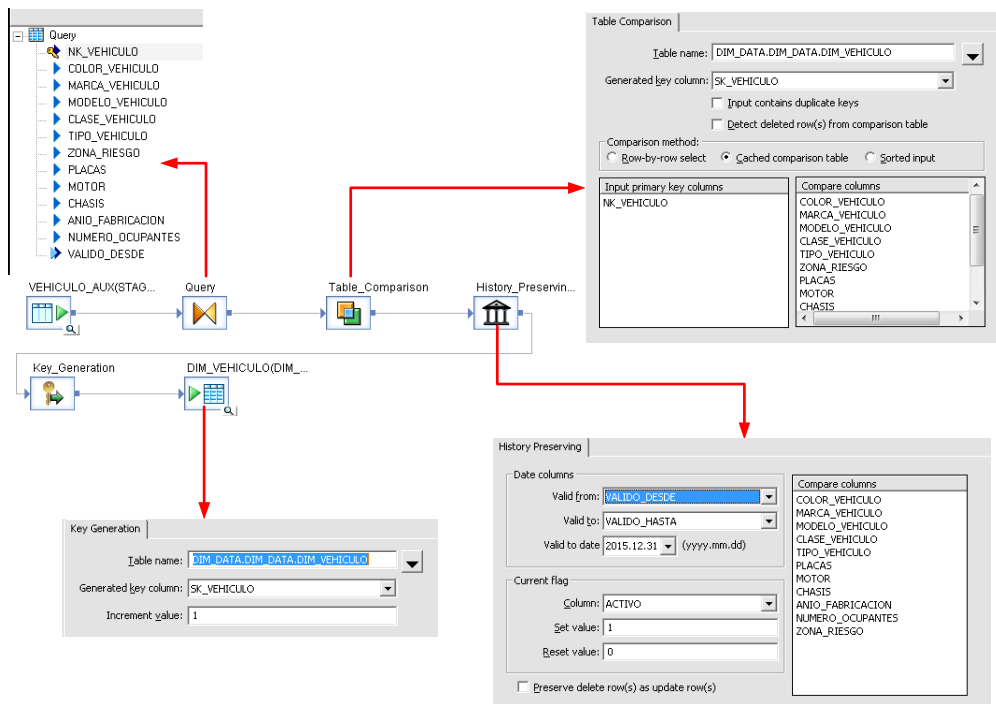 Query
NK_VEHICULO
COLOR_VEHICULO
MARCA_VEHICULO
MODELO_VEHICULO
CLASE_VEHICULO
TIPO_VEHICULO
ZONA_RIESGO
PLACAS
MOTOR
CHASIS
ANIO_FABRICACION
NUMERO_OCUPANTES
VALIDO_DESDE
Table Comparison
Table name: DIM_DATA.DIM_DATA.DIM_VEHICULO
Generated key column: SK_VEHICULO
Input contains duplicate keys
Detect deleted row(s) from comparison table
Comparison method:
Row-by-row select Cached comparison table Sorted input
Input primary key columns
NK_VEHICULO
Compare columns
COLOR_VEHICULO
MARCA_VEHICULO
MODELO_VEHICULO
CLASE_VEHICULO
TIPO_VEHICULO
ZONA_RIESGO
PLACAS
MOTOR
CHASIS
VEHICULO_AUX(STAG... Query Table_Comparison History_Preservin...
Key_Generation DIM_VEHICULO(DIM_...
Key Generation
Table name: DIM_DATA.DIM_DATA.DIM_VEHICULO
Generated key column: SK_VEHICULO
Increment value: 1
History Preserving
Date columns
Valid from: VALIDO_DESDE
Valid to: VALIDO_HASTA
Valid to date 2015.12.31 (yyyy.mm.dd)
Current flag
Column: ACTIVO
Set value: 1
Reset value: 0
Preserve delete row(s) as update row(s)
Compare columns
COLOR_VEHICULO
MARCA_VEHICULO
MODELO_VEHICULO
CLASE_VEHICULO
TIPO_VEHICULO
PLACAS
MOTOR
CHASIS
ANIO_FABRICACION
NUMERO_OCUPANTES
ZONA_RIESGO